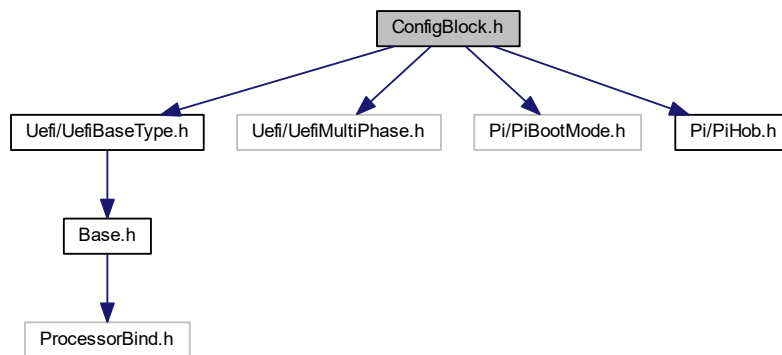 ConfigBlock.h
Uefi/UefiBaseType.h
Uefi/UefiMultiPhase.h
Pi/PiBootMode.h
Pi/PiHob.h
Base.h
ProcessorBind.h